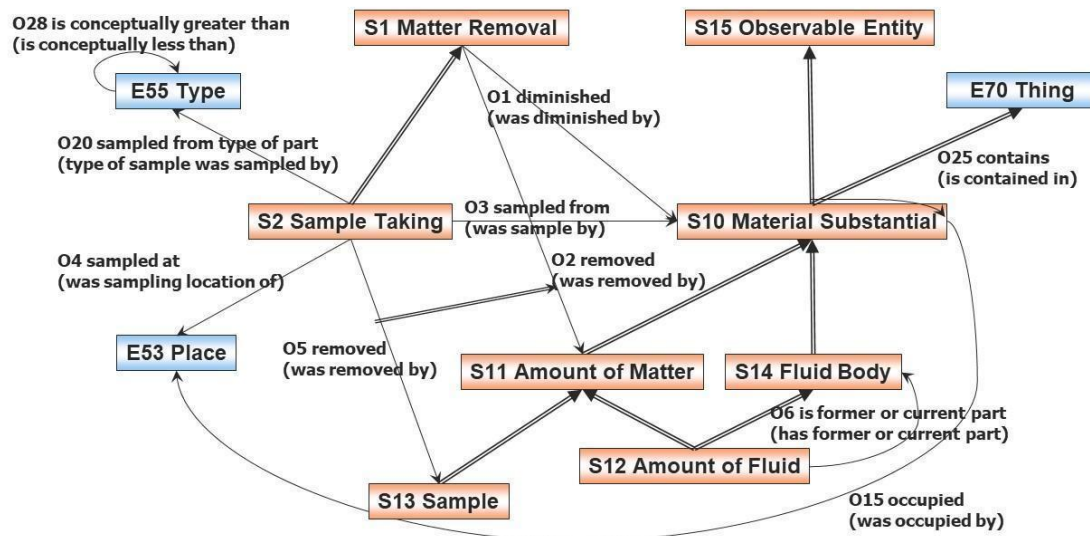 O28 is conceptually greater than
(is conceptually less than)
S1 Matter Removal
S15 Observable Entity
E55 Type
E70 Thing
O1 diminished
(was diminished by)
O20 sampled from type of part
(type of sample was sampled by)
O25 contains
(is contained in)
S2 Sample Taking
O3 sampled from
(was sample by)
S10 Material Substantial
O4 sampled at
(was sampling location of)
O2 removed
(was removed by)
E53 Place
O5 removed
(was removed by)
S11 Amount of Matter
S14 Fluid Body
O6 is former or current part
(has former or current part)
S12 Amount of Fluid
S13 Sample
O15 occupied
(was occupied by)